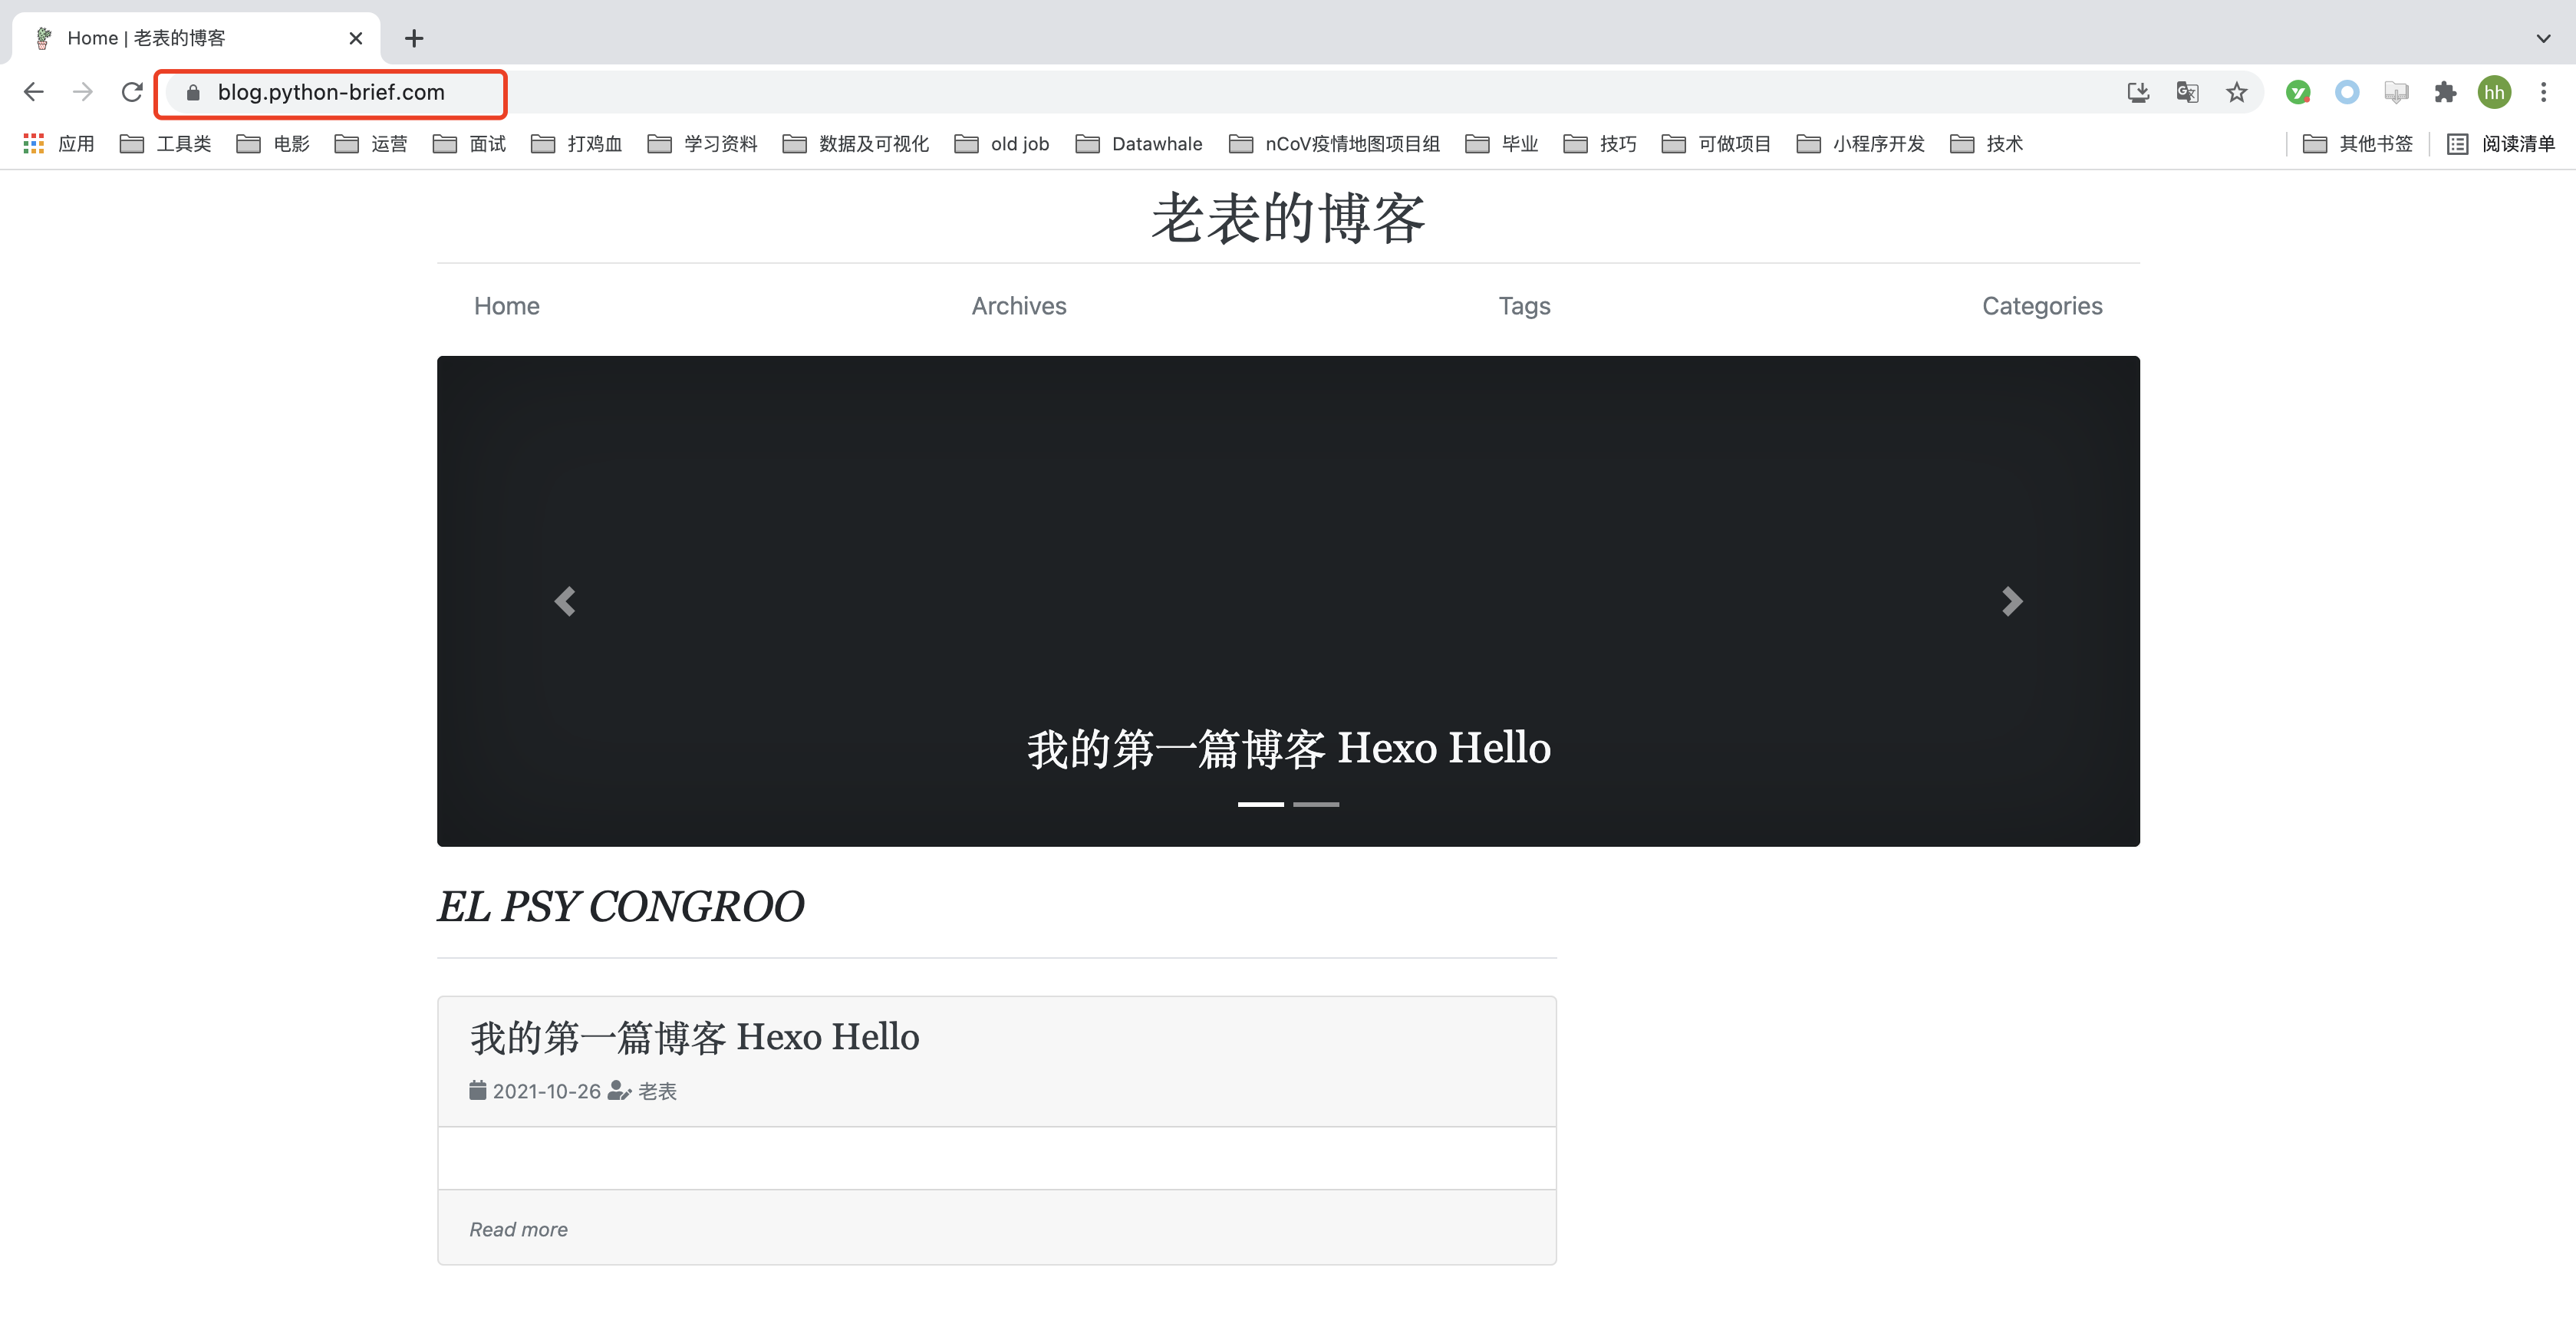 Home | 老表的博客
blog.python-brief.com
hh
应用 工具类 电影 运营 面试 打鸡血 学习资料 数据及可视化 old job Datawhale nCoV疫情地图项目组 毕业 技巧 可做项目 小程序开发 技术 其他书签 阅读清单
老表的博客
Home Archives Tags Categories
我的第一篇博客 Hexo Hello
EL PSY CONGROO
我的第一篇博客 Hexo Hello
2021-10-26 老表
Read more